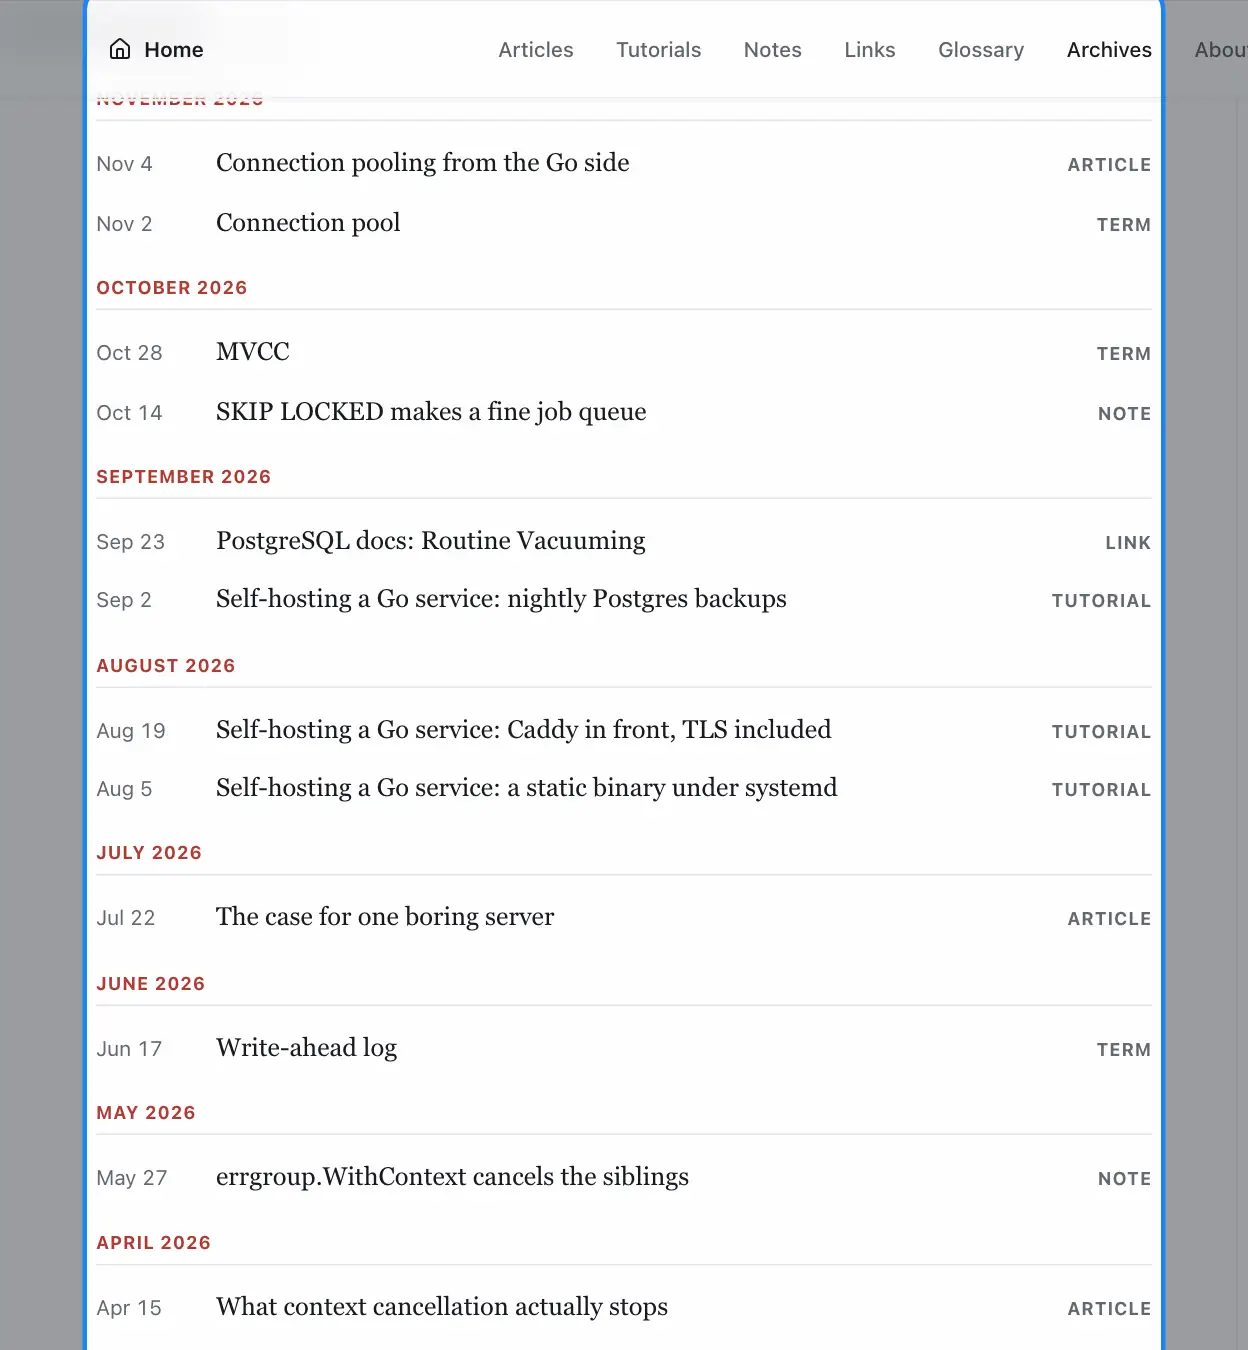 Home Articles Tutorials Notes Links Glossary Archives Abou
NOVEMBER 2026
Nov 4 Connection pooling from the Go side ARTICLE
Nov 2 Connection pool TERM
OCTOBER 2026
Oct 28 MVCC TERM
Oct 14 SKIP LOCKED makes a fine job queue NOTE
SEPTEMBER 2026
Sep 23 PostgreSQL docs: Routine Vacuuming LINK
Sep 2 Self-hosting a Go service: nightly Postgres backups TUTORIAL
AUGUST 2026
Aug 19 Self-hosting a Go service: Caddy in front, TLS included TUTORIAL
Aug 5 Self-hosting a Go service: a static binary under systemd TUTORIAL
JULY 2026
Jul 22 The case for one boring server ARTICLE
JUNE 2026
Jun 17 Write-ahead log TERM
MAY 2026
May 27 errgroup.WithContext cancels the siblings NOTE
APRIL 2026
Apr 15 What context cancellation actually stops ARTICLE